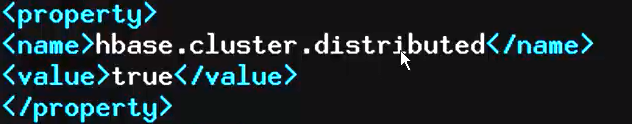 <property>
<name>hbase.cluster.distributed</name>
<value>true</value>
</property>